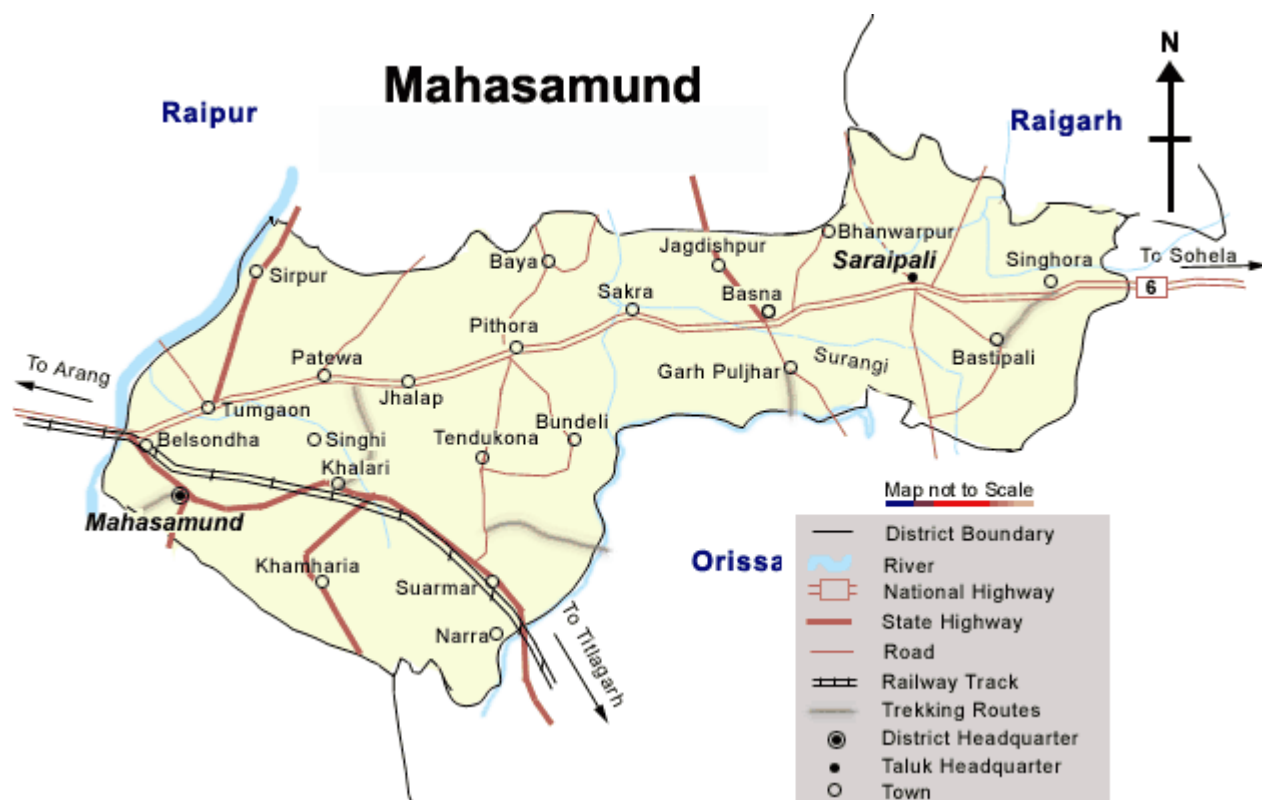 Mahasamund
N
Raipur
Raigarh
Bhanwarpur
Jagdishpur
Saraipali
Singhora
To Sohela
Baya
Sirpur
6
Sakra
Basna
Pithora
Patewa
Surangi
Bastipali
To Arang
Garh Puljhar
Jhalap
Tumgaon
Bundeli
Belsondha
Singhi
Tendukona
Khalari
Mahasamund
Map not to Scale
District Boundary
Orissa
River
Khamharia
Suarmar
National Highway
State Highway
Narra
To Titlagarh
Road
Railway Track
Trekking Routes
District Headquarter
Taluk Headquarter
Town